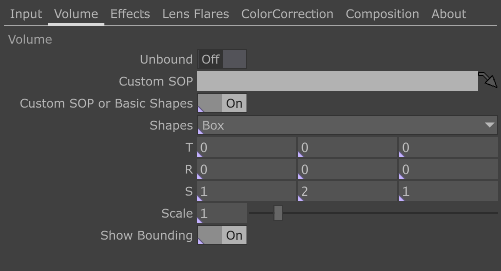 Input Volume Effects Lens Flares ColorCorrection Composition About
Volume
Unbound Off
Custom SOP
Custom SOP or Basic Shapes On
Shapes Box
T 0 0 0
R 0 0 0
S 1 2 1
Scale 1
Show Bounding On